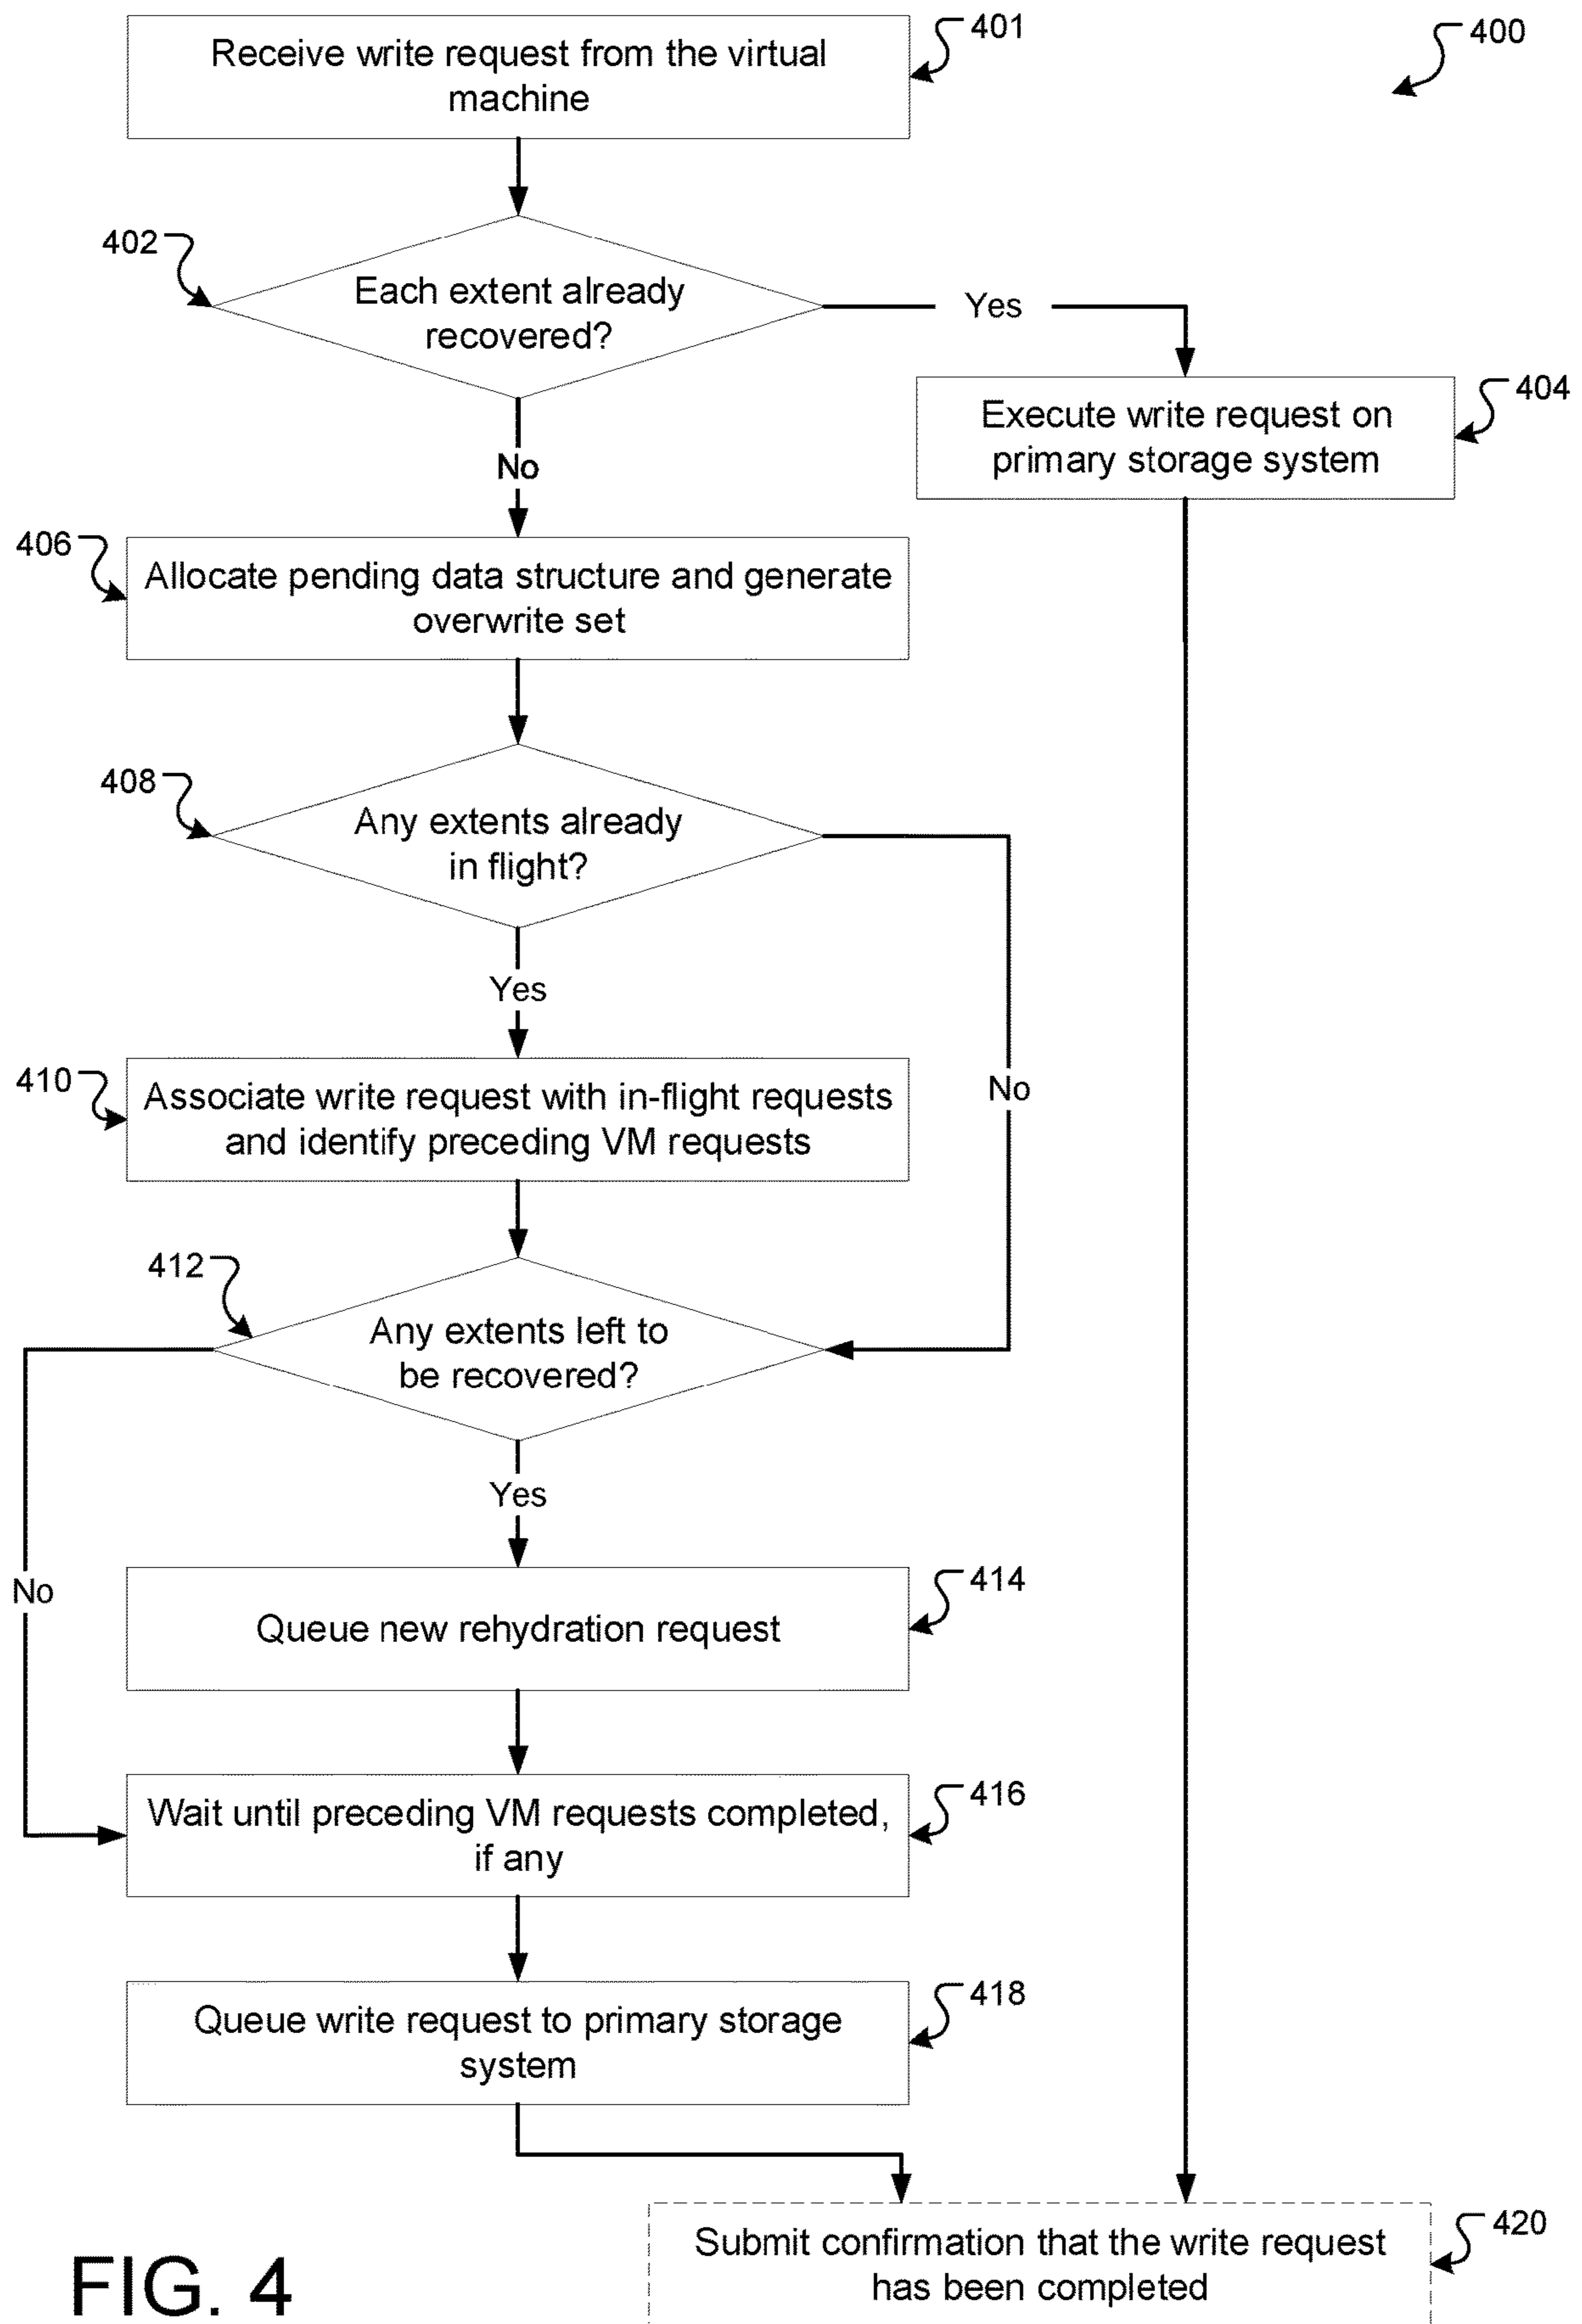 Receive write request from the virtual
machine
401
400
402
Each extent already
recovered?
Yes
Execute write request on
primary storage system
404
No
406
Allocate pending data structure and generate
overwrite set
408
Any extents already
in flight?
Yes
No
410
Associate write request with in-flight requests
and identify preceding VM requests
412
Any extents left to
be recovered?
Yes
No
Queue new rehydration request
414
Wait until preceding VM requests completed,
if any
416
Queue write request to primary storage
system
418
Submit confirmation that the write request
has been completed
420
FIG. 4